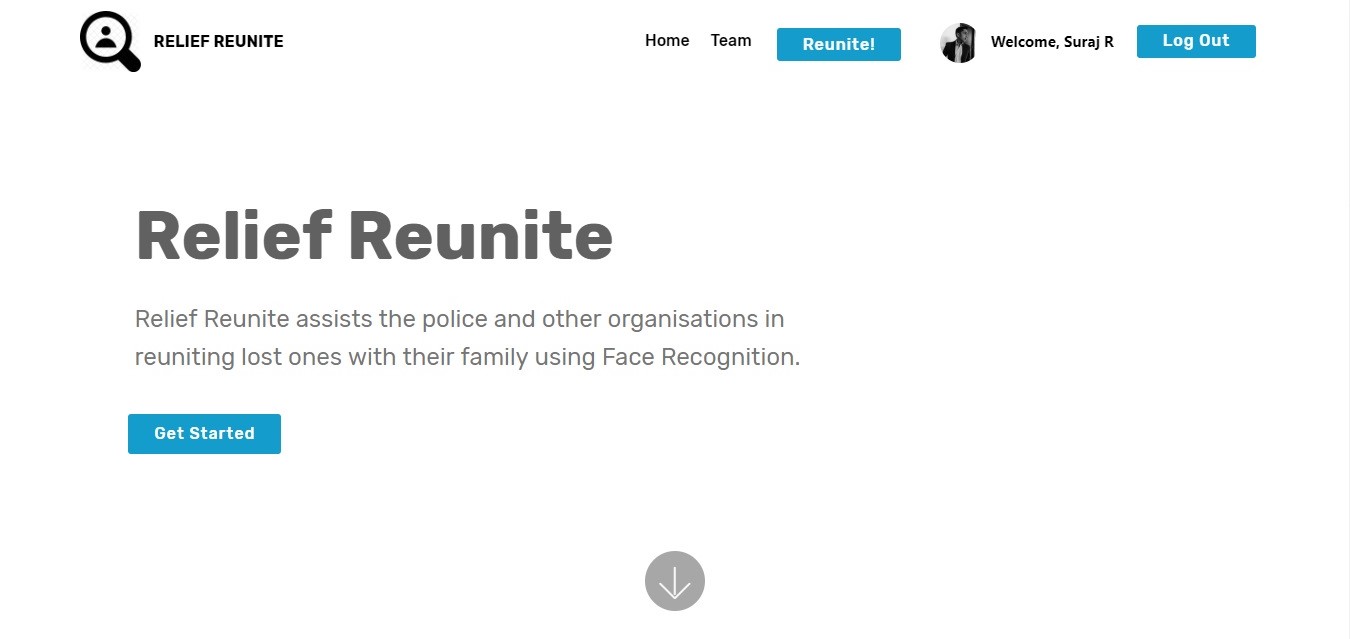 RELIEF REUNITE
Home
Team
Reunite!
Welcome, Suraj R
Log Out
Relief Reunite
Relief Reunite assists the police and other organisations in
reuniting lost ones with their family using Face Recognition.
Get Started